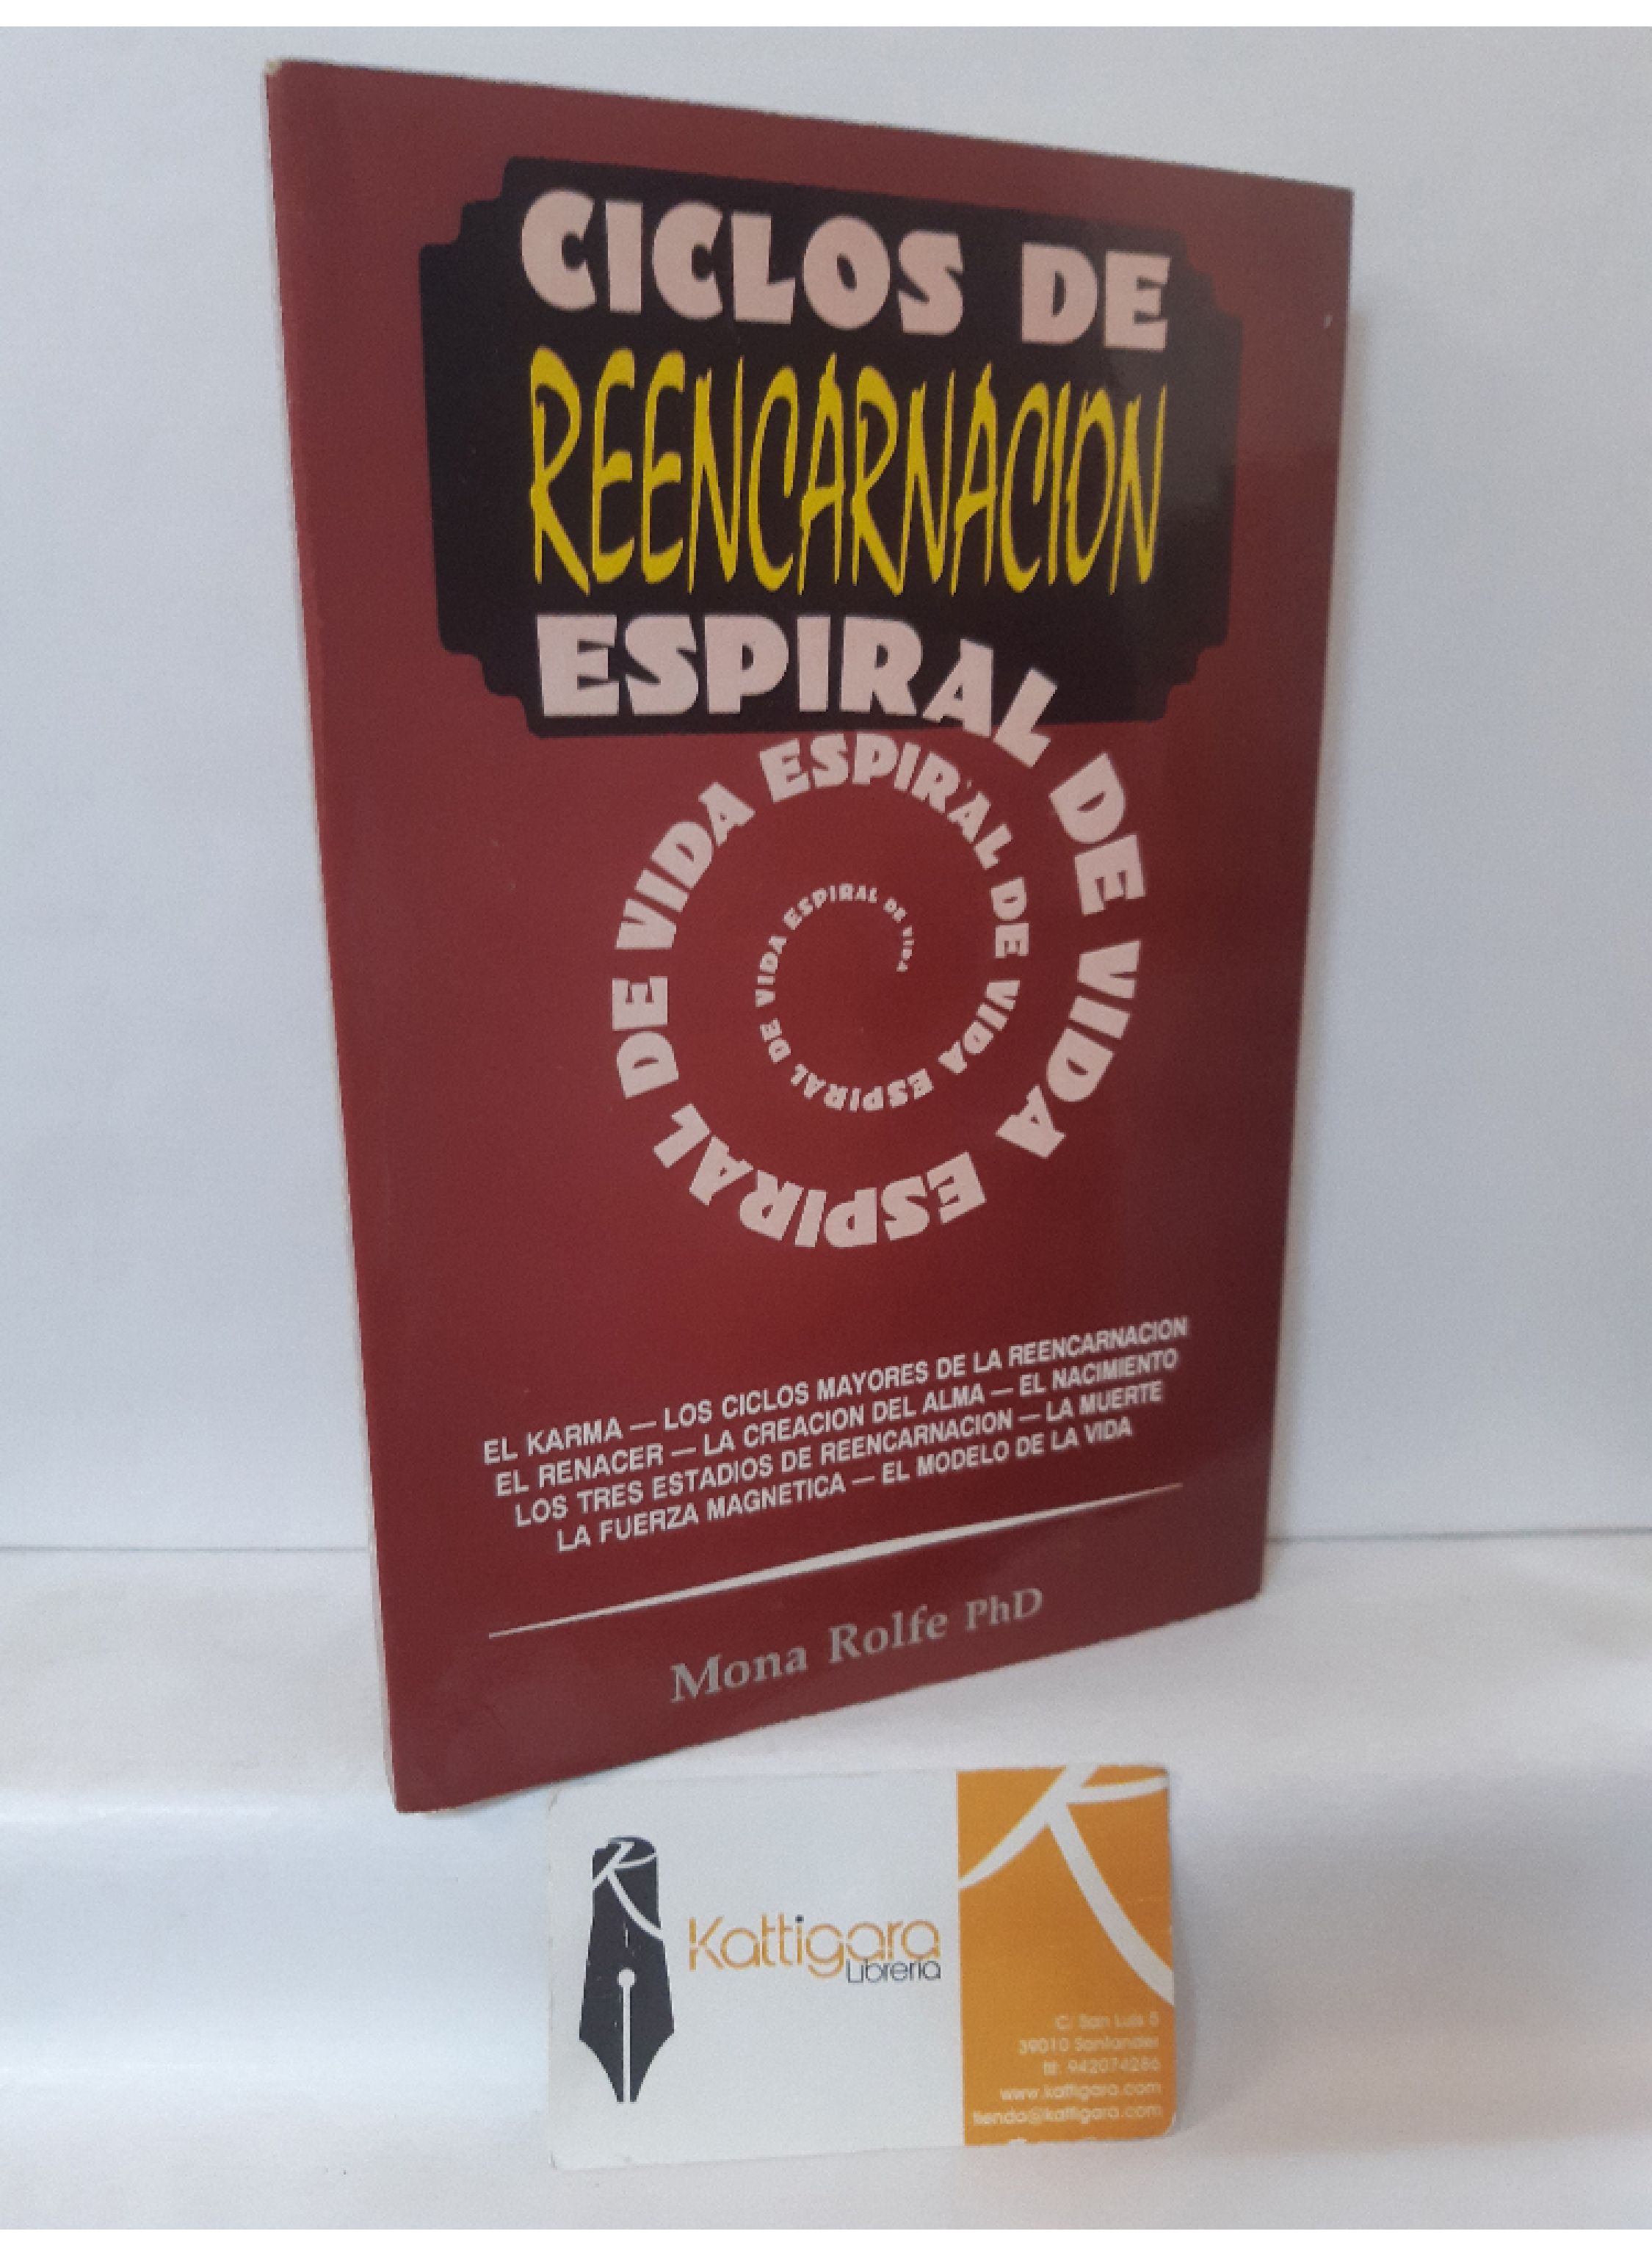 CICLOS DE
REENCARNACION
ESPIRAL DE VIDA ESPIRAL DE VIDA ESPIRAL DE VIDA ESPIRAL DE VIDA ESPIRAL DE VIDA
EL KARMA — LOS CICLOS MAYORES DE LA REENCARNACION
EL RENACER — LA CREACION DEL ALMA — EL NACIMIENTO
LOS TRES ESTADIOS DE REENCARNACION — LA MUERTE
LA FUERZA MAGNETICA — EL MODELO DE LA VIDA
Mona Rolfe PhD
Kattigara
Librería
C/ San Luis 5
39010 Santander
tlf: 942074286
www.kattigara.com
tienda@kattigara.com